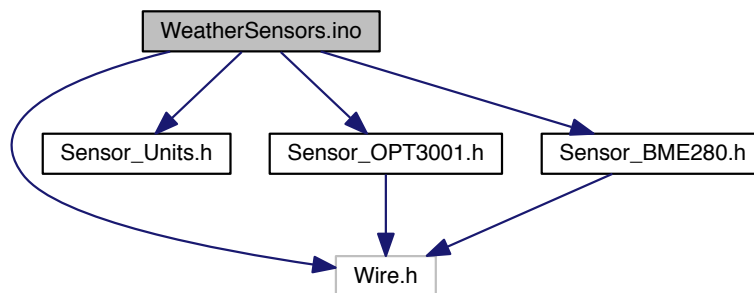 WeatherSensors.ino
Sensor_Units.h
Sensor_OPT3001.h
Sensor_BME280.h
Wire.h